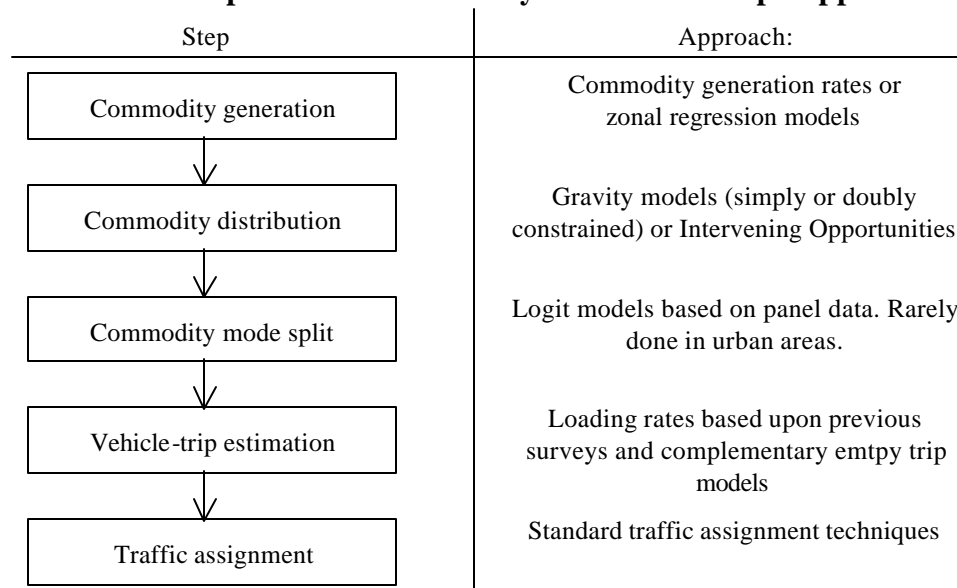 Step
Approach:
Commodity generation
Commodity generation rates or
zonal regression models
Commodity distribution
Gravity models (simply or doubly
constrained) or Intervening Opportunities
Commodity mode split
Logit models based on panel data. Rarely
done in urban areas.
Vehicle-trip estimation
Loading rates based upon previous
surveys and complementary emtpy trip
models
Traffic assignment
Standard traffic assignment techniques